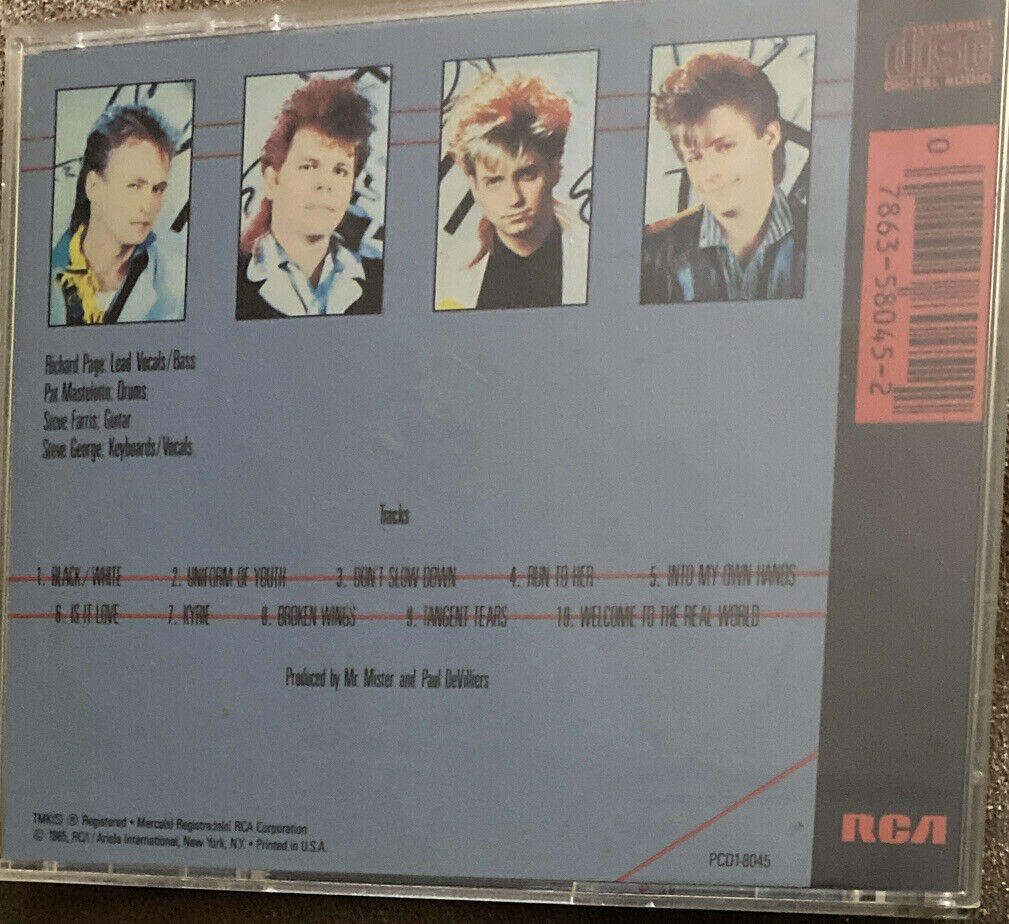 COMPACT
disc
DIGITAL AUDIO
0
7863-58045-2
Richard Page, Lead Vocals/Bass
Pat Mastelotto, Drums
Steve Farris, Guitar
Steve George, Keyboards/Vocals
Tracks
1. BLACK/WHITE 2. UNIFORM OF YOUTH 3. DON'T SLOW DOWN 4. RUN TO HER 5. INTO MY OWN HANDS
6. IS IT LOVE 7. KYRIE 8. BROKEN WINGS 9. TANGENT TEARS 10. WELCOME TO THE REAL WORLD
Produced by Mr. Mister and Paul DeVilliers
TMK(S) ® Registered • Marca(s) Registrada(s) RCA Corporation
© 1985, RCA/Ariola International, New York, N.Y. • Printed in U.S.A.
PCD1-8045
RCA